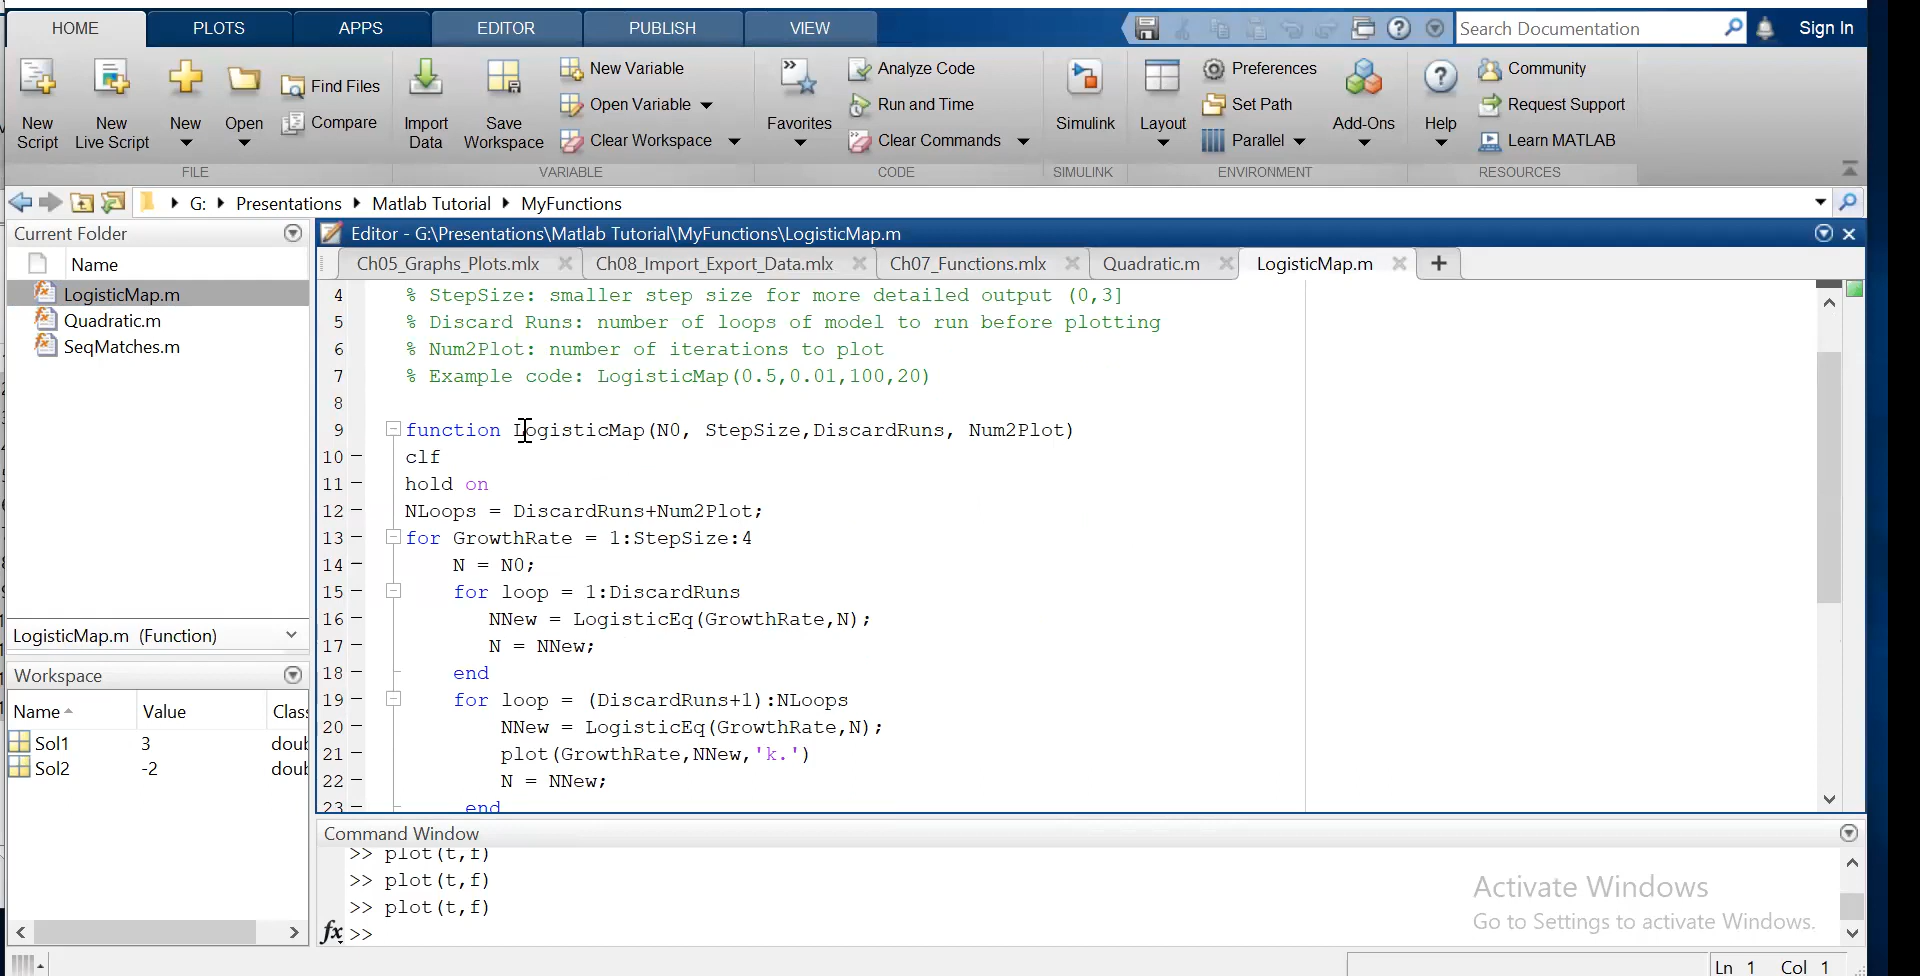 HOME PLOTS APPS EDITOR PUBLISH VIEW Search Documentation Sign In
New Script
New Live Script
New
Open
Find Files
Compare
Import Data
Save Workspace
New Variable
Open Variable
Clear Workspace
Favorites
Analyze Code
Run and Time
Clear Commands
Simulink
Layout
Preferences
Set Path
Parallel
Add-Ons
Help
Community
Request Support
Learn MATLAB
FILE VARIABLE CODE SIMULINK ENVIRONMENT RESOURCES
G: Presentations Matlab Tutorial MyFunctions
Current Folder
Name
LogisticMap.m
Quadratic.m
SeqMatches.m
LogisticMap.m (Function)
Workspace
Name Value Clas
Sol1 3 doul
Sol2 -2 doul
Editor - G:\Presentations\Matlab Tutorial\MyFunctions\LogisticMap.m
Ch05_Graphs_Plots.mlx Ch08_Import_Export_Data.mlx Ch07_Functions.mlx Quadratic.m LogisticMap.m
4 % StepSize: smaller step size for more detailed output (0,3]
5 % Discard Runs: number of loops of model to run before plotting
6 % Num2Plot: number of iterations to plot
7 % Example code: LogisticMap(0.5,0.01,100,20)
8
9 function LogisticMap(N0, StepSize,DiscardRuns, Num2Plot)
10 – clf
11 – hold on
12 – NLoops = DiscardRuns+Num2Plot;
13 – for GrowthRate = 1:StepSize:4
14 – N = N0;
15 – for loop = 1:DiscardRuns
16 – NNew = LogisticEq(GrowthRate,N);
17 – N = NNew;
18 – end
19 – for loop = (DiscardRuns+1):NLoops
20 – NNew = LogisticEq(GrowthRate,N);
21 – plot(GrowthRate,NNew,'k.')
22 – N = NNew;
23 – end
Command Window
>> plot(t,f)
>> plot(t,f)
>> plot(t,f)
fx >>
Activate Windows
Go to Settings to activate Windows.
Ln 1 Col 1